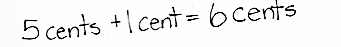 5 cents + 1 cent = 6 cents